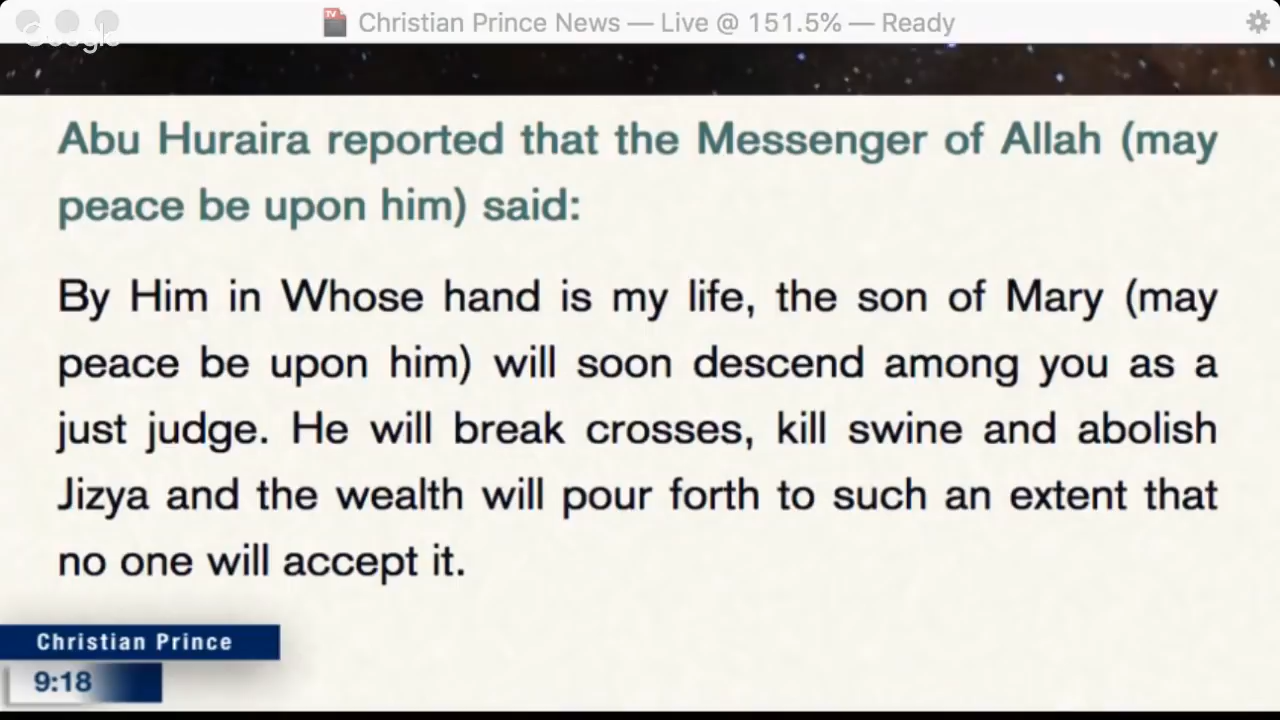 TV
Christian Prince News — Live @ 151.5% — Ready
Google
Abu Huraira reported that the Messenger of Allah (may
peace be upon him) said:
By Him in Whose hand is my life, the son of Mary (may
peace be upon him) will soon descend among you as a
just judge. He will break crosses, kill swine and abolish
Jizya and the wealth will pour forth to such an extent that
no one will accept it.
Christian Prince
9:18